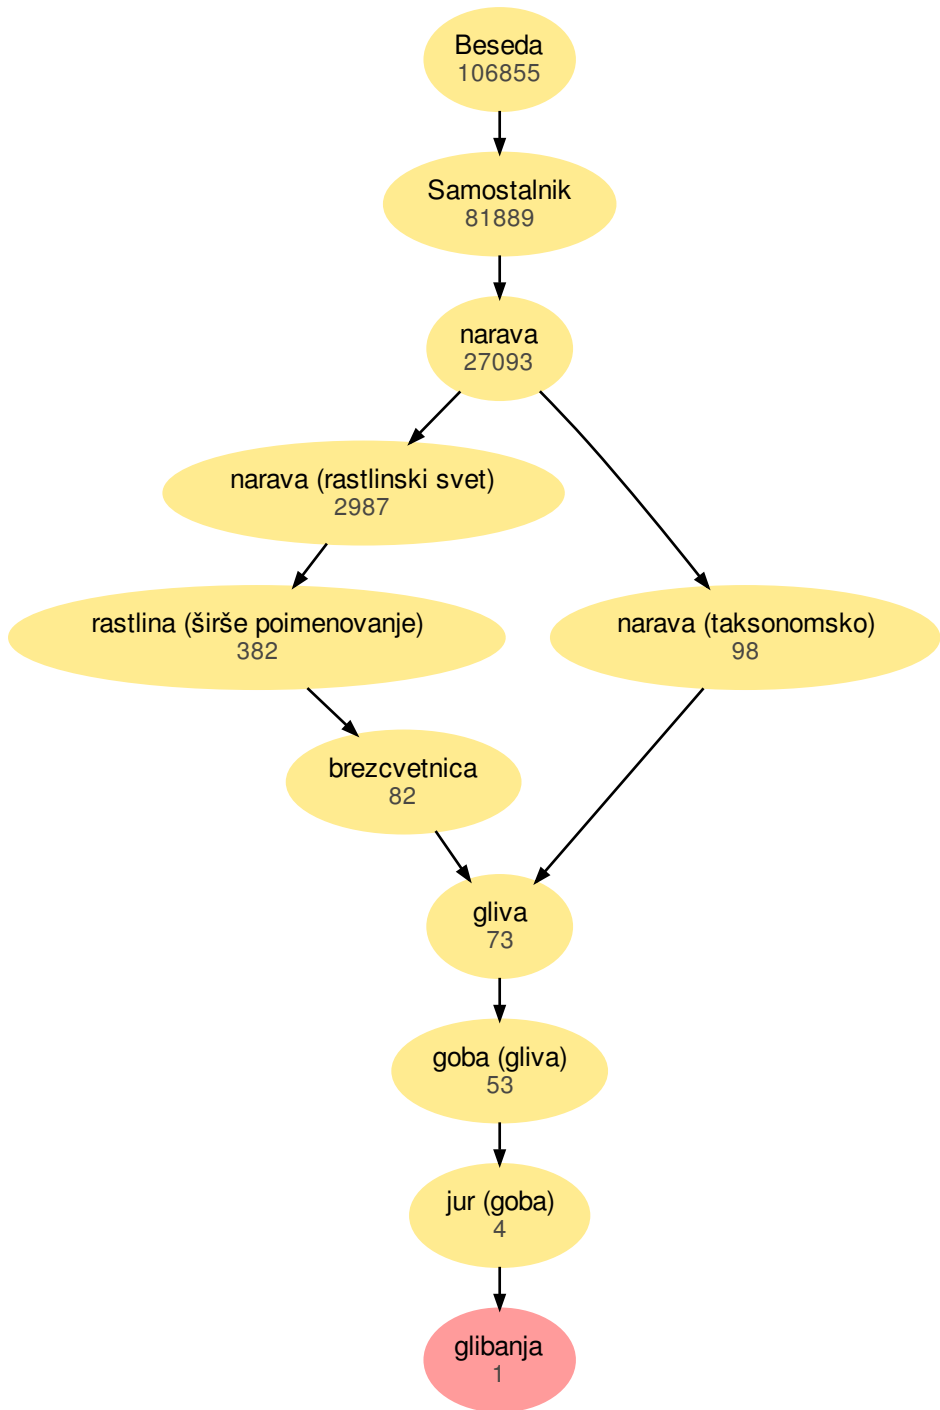 Beseda
106855
Samostalnik
81889
narava
27093
narava (rastlinski svet)
2987
rastlina (širše poimenovanje)
382
narava (taksonomsko)
98
brezcvetnica
82
gliva
73
goba (gliva)
53
jur (goba)
4
glibanja
1